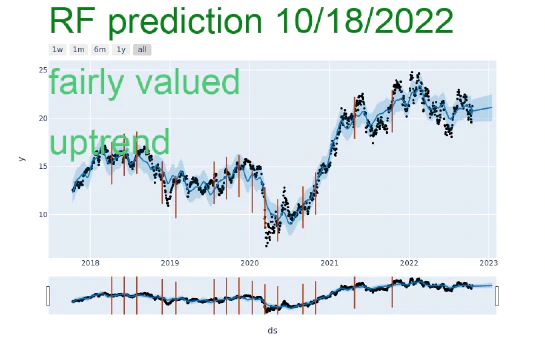 RF prediction 10/18/2022
1w 1m 6m 1y all
fairly valued
uptrend
25
20
15
10
y
2018 2019 2020 2021 2022 2023
ds